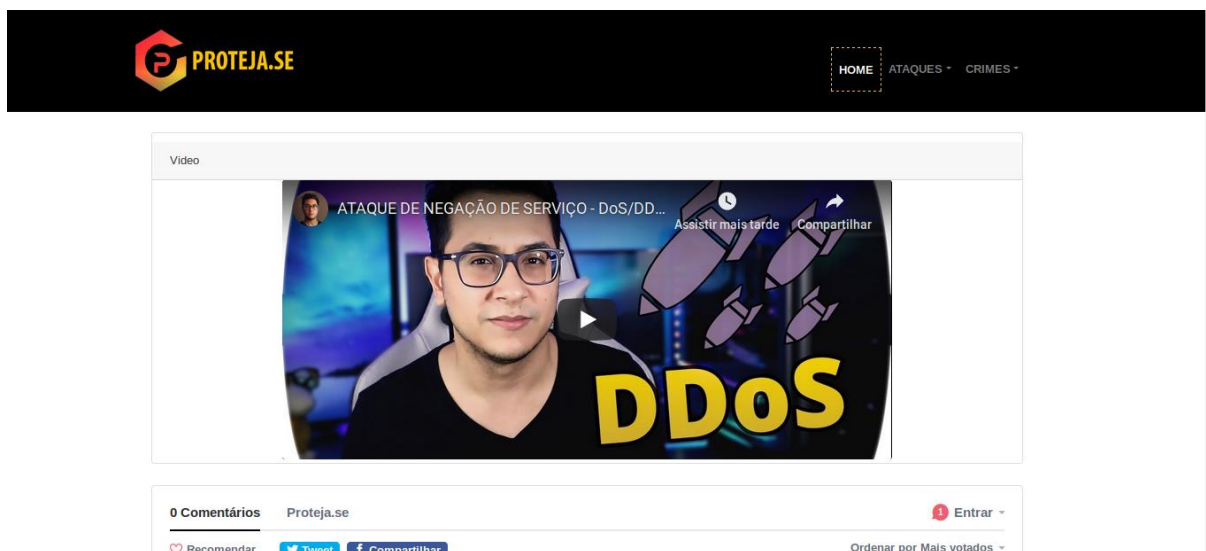 PROTEJA.SE
HOME ATAQUES CRIMES
Video
ATAQUE DE NEGAÇÃO DE SERVIÇO - DoS/DD...
Assistir mais tarde Compartilhar
DDoS
0 Comentários Proteja.se 1 Entrar
Recomendar Tweet f Compartilhar Ordenar por Mais votados